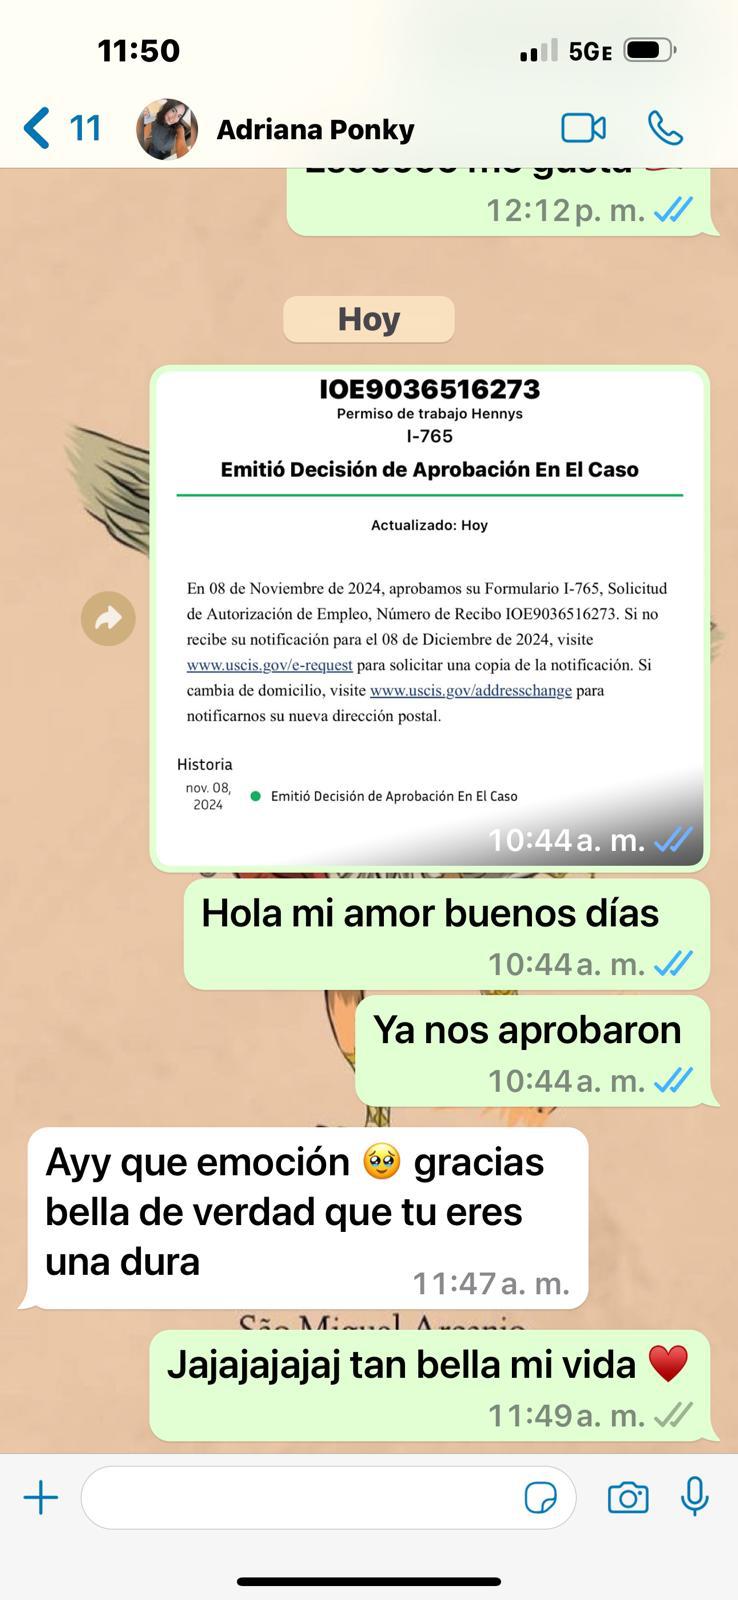 11:50
5GE
11
Adriana Ponky
me gusta
12:12 p. m.
Hoy
IOE9036516273
Permiso de trabajo Hennys
I-765
Emitió Decisión de Aprobación En El Caso
Actualizado: Hoy
En 08 de Noviembre de 2024, aprobamos su Formulario I-765, Solicitud
de Autorización de Empleo, Número de Recibo IOE9036516273. Si no
recibe su notificación para el 08 de Diciembre de 2024, visite
www.uscis.gov/e-request para solicitar una copia de la notificación. Si
cambia de domicilio, visite www.uscis.gov/addresschange para
notificarnos su nueva dirección postal.
Historia
nov. 08,
2024
Emitió Decisión de Aprobación En El Caso
10:44 a. m.
Hola mi amor buenos días
10:44 a. m.
Ya nos aprobaron
10:44 a. m.
Ayy que emoción 🥹 gracias
bella de verdad que tu eres
una dura
11:47 a. m.
São Miguel Arcanjo
Jajajajajaj tan bella mi vida ♥️
11:49 a. m.